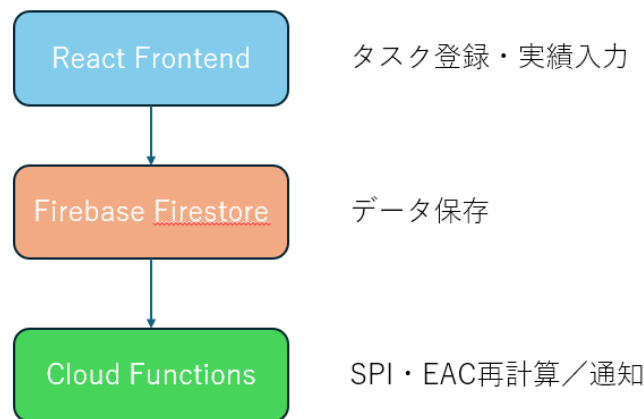 React Frontend タスク登録・実績入力
Firebase Firestore データ保存
Cloud Functions SPI・EAC再計算／通知